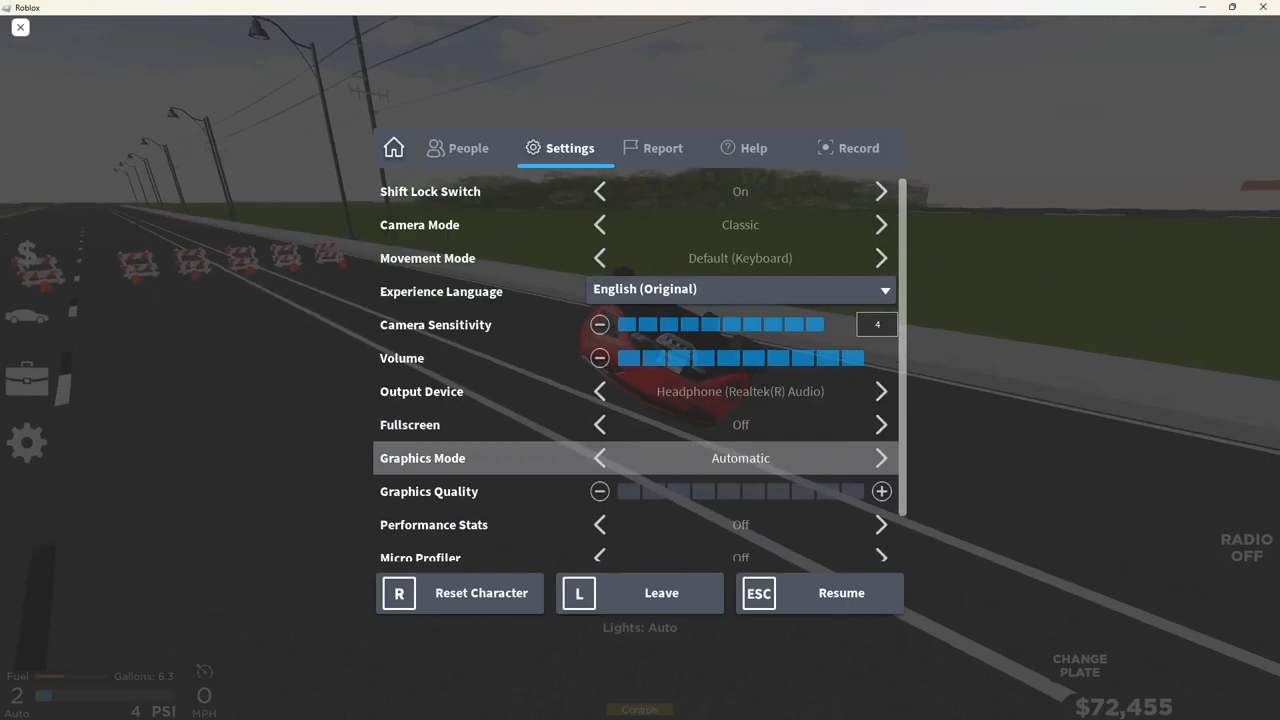 Roblox
People
Settings
Report
Help
Record
Shift Lock Switch On
Camera Mode Classic
Movement Mode Default (Keyboard)
Experience Language English (Original)
Camera Sensitivity 4
Volume
Output Device Headphone (Realtek(R) Audio)
Fullscreen Off
Graphics Mode Automatic
Graphics Quality
Performance Stats Off
Micro Profiler Off
R Reset Character
L Leave
ESC Resume
Lights: Auto
RADIO
OFF
CHANGE
PLATE
$72,455
Fuel Gallons: 6.3
2 0
Auto 4 PSI MPH
Controls